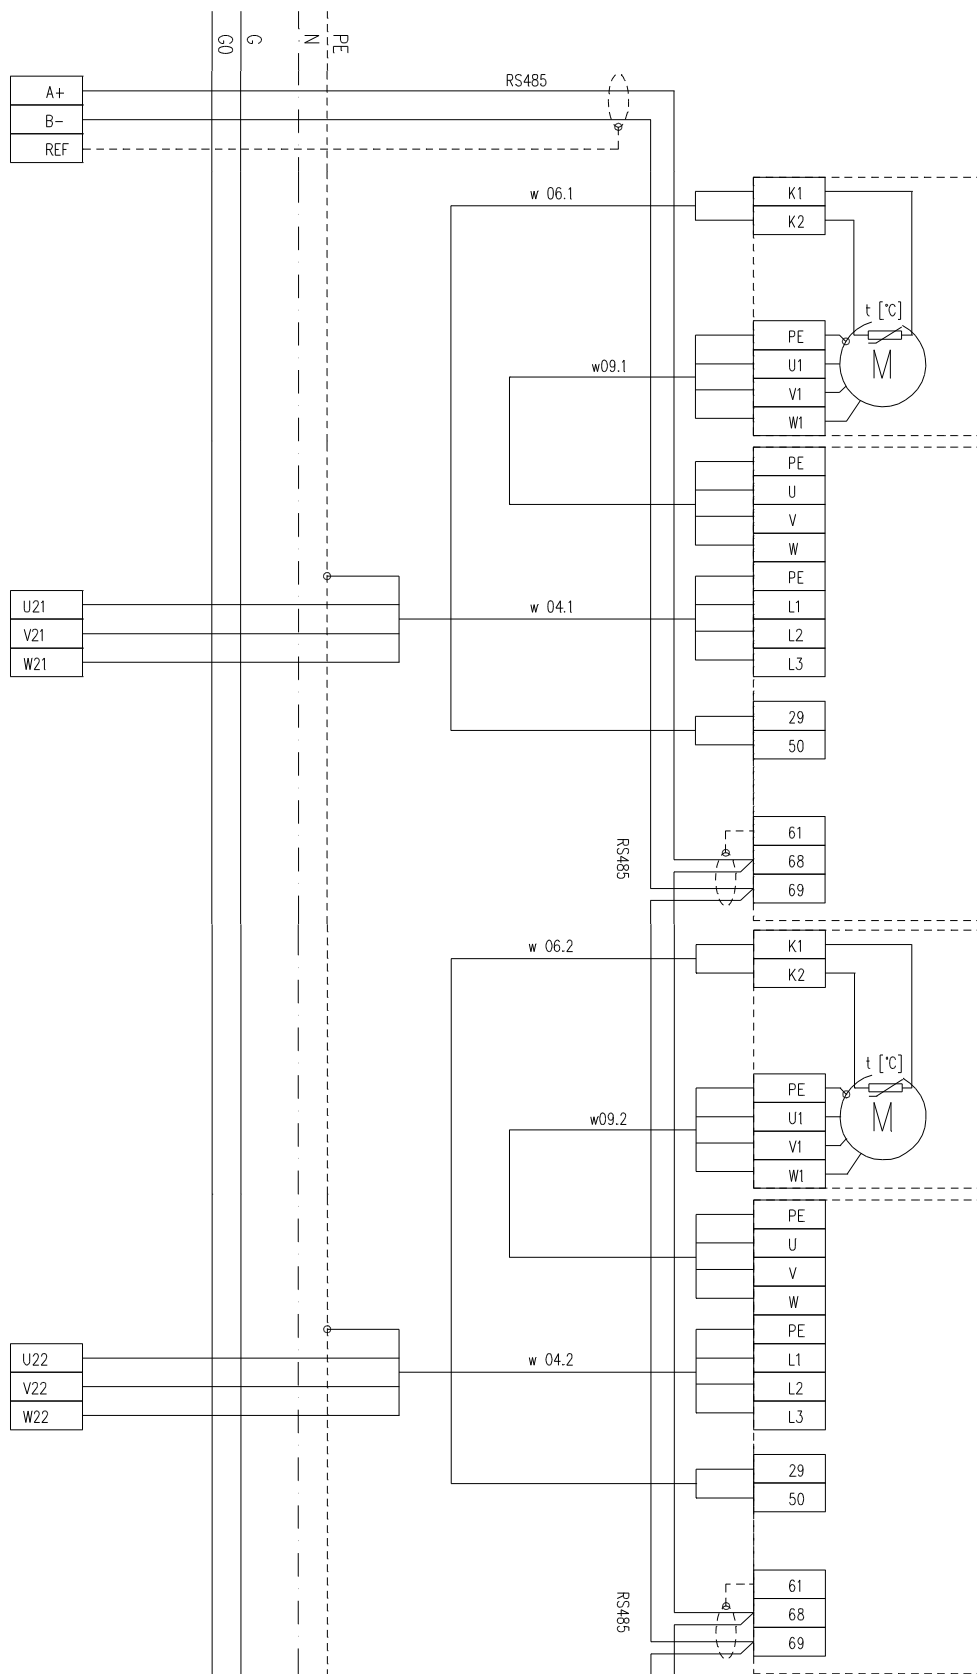 G0
G
N
PE
RS485
A+
B-
REF
w 06.1
K1
K2
t [°C]
PE
M
w09.1
U1
V1
W1
PE
U
V
W
PE
U21
w 04.1
L1
V21
L2
W21
L3
29
50
61
RS485
68
69
w 06.2
K1
K2
t [°C]
PE
M
w09.2
U1
V1
W1
PE
U
V
W
PE
U22
w 04.2
L1
V22
L2
W22
L3
29
50
61
RS485
68
69